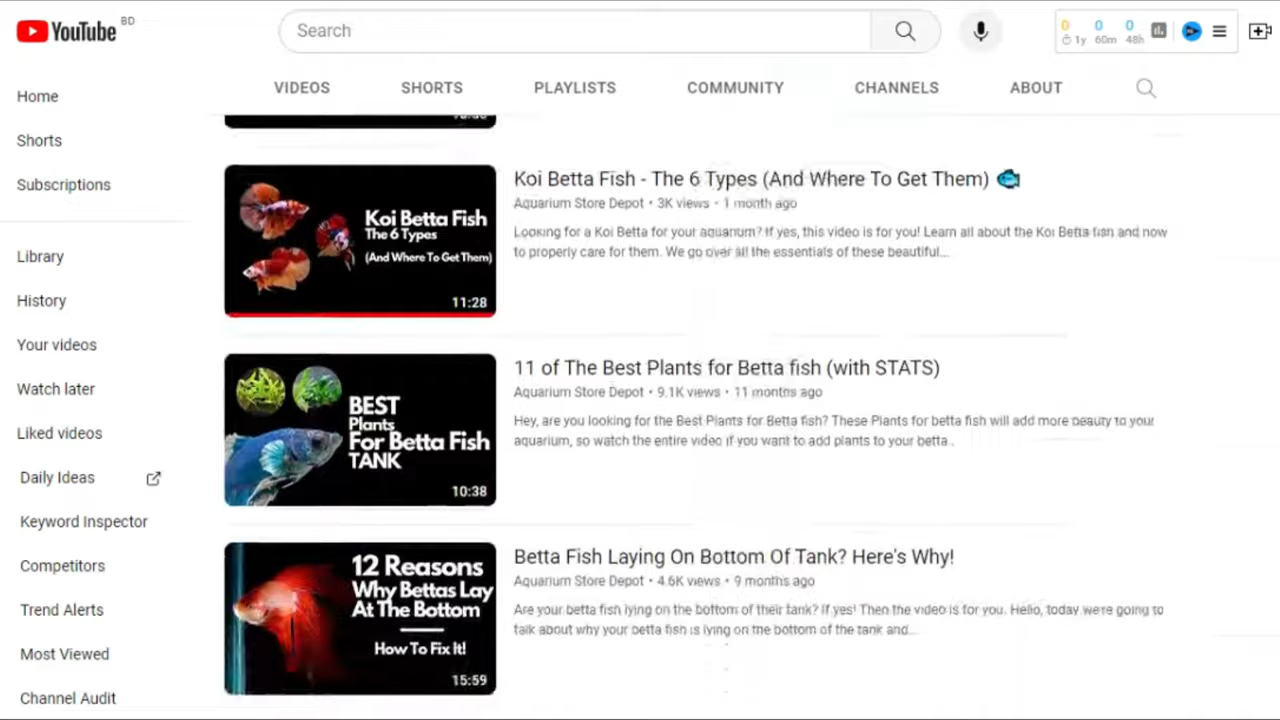 YouTube BD
Search
0 0 0
1y 60m 48h
VIDEOS SHORTS PLAYLISTS COMMUNITY CHANNELS ABOUT
Home
Shorts
Subscriptions
Library
History
Your videos
Watch later
Liked videos
Daily Ideas
Keyword Inspector
Competitors
Trend Alerts
Most Viewed
Channel Audit
Koi Betta Fish
The 6 Types
(And Where To Get Them)
11:28
Koi Betta Fish - The 6 Types (And Where To Get Them)
Aquarium Store Depot • 3K views • 1 month ago
Looking for a Koi Betta for your aquarium? If yes, this video is for you! Learn all about the Koi Betta fish and how
to properly care for them. We go over all the essentials of these beautiful...
BEST
Plants
For Betta Fish
TANK
10:38
11 of The Best Plants for Betta fish (with STATS)
Aquarium Store Depot • 9.1K views • 11 months ago
Hey, are you looking for the Best Plants for Betta fish? These Plants for betta fish will add more beauty to your
aquarium, so watch the entire video if you want to add plants to your betta .
12 Reasons
Why Bettas Lay
At The Bottom
How To Fix It!
15:59
Betta Fish Laying On Bottom Of Tank? Here's Why!
Aquarium Store Depot • 4.6K views • 9 months ago
Are your betta fish lying on the bottom of their tank? If yes! Then the video is for you. Hello, today we're going to
talk about why your betta fish is lying on the bottom of the tank and...